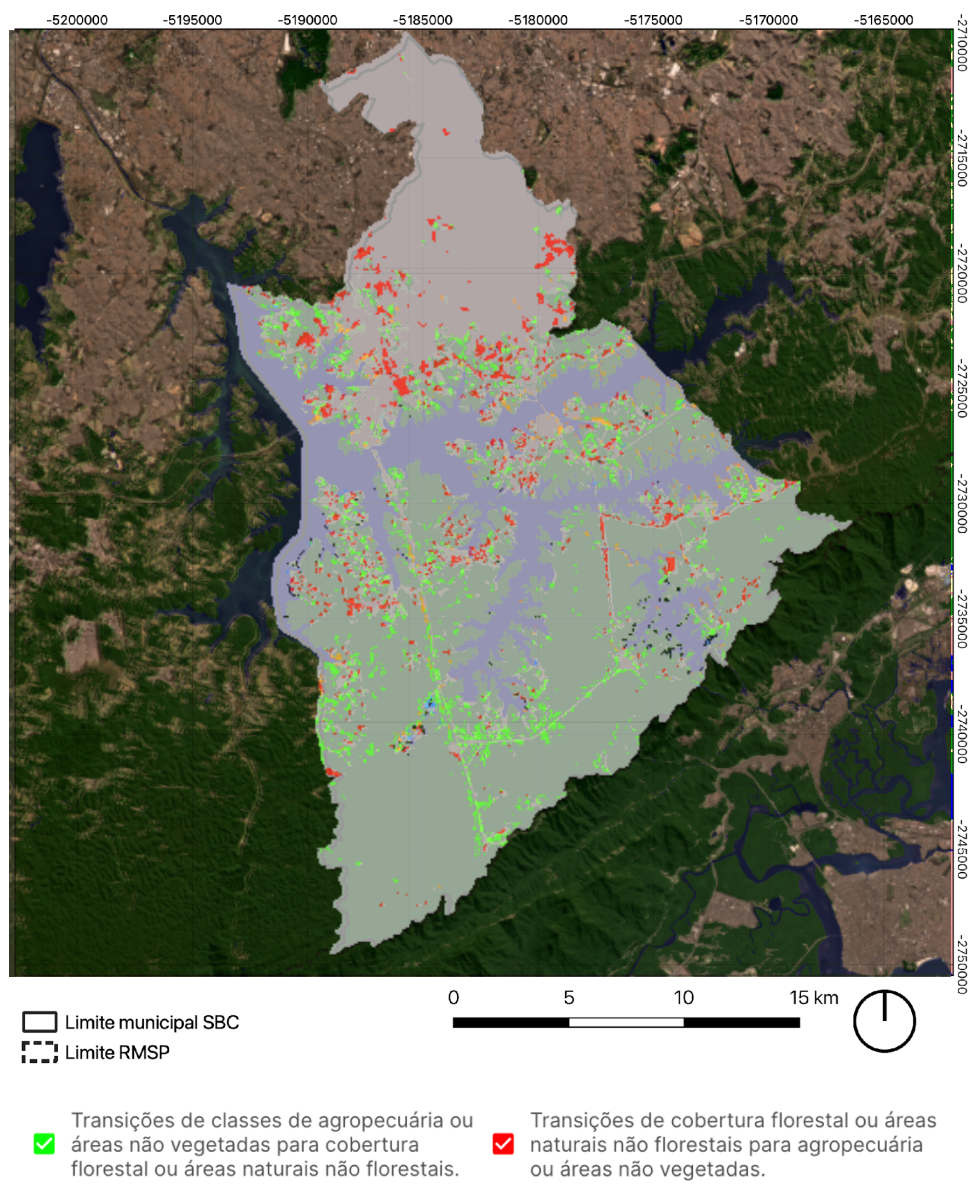 -5200000 -5195000 -5190000 -5185000 -5180000 -5175000 -5170000 -5165000
-2710000
-2715000
-2720000
-2725000
-2730000
-2735000
-2740000
-2745000
-2750000
0 5 10 15 km
Limite municipal SBC
Limite RMSP
Transições de classes de agropecuária ou
áreas não vegetadas para cobertura
florestal ou áreas naturais não florestais.
Transições de cobertura florestal ou áreas
naturais não florestais para agropecuária
ou áreas não vegetadas.